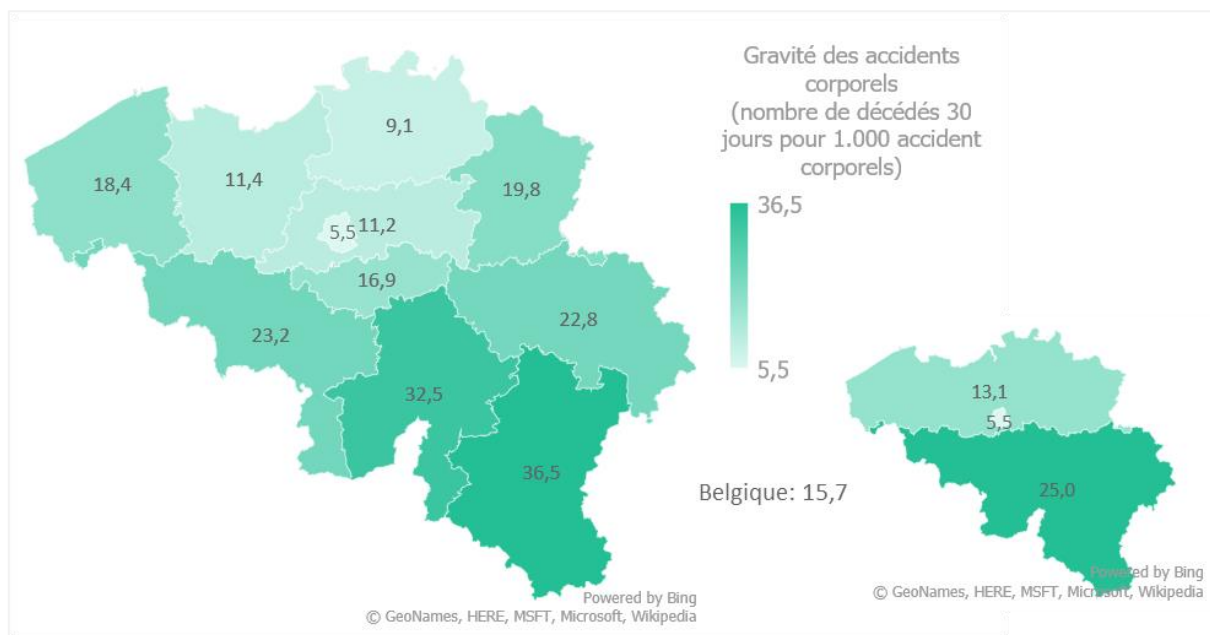 Gravité des accidents
corporels
(nombre de décédés 30
jours pour 1.000 accident
corporels)
36,5
5,5
9,1
18,4
11,4
19,8
5,5
11,2
16,9
23,2
22,8
32,5
36,5
Powered by Bing
© GeoNames, HERE, MSFT, Microsoft, Wikipedia
Belgique: 15,7
13,1
5,5
25,0
Powered by Bing
© GeoNames, HERE, MSFT, Microsoft, Wikipedia